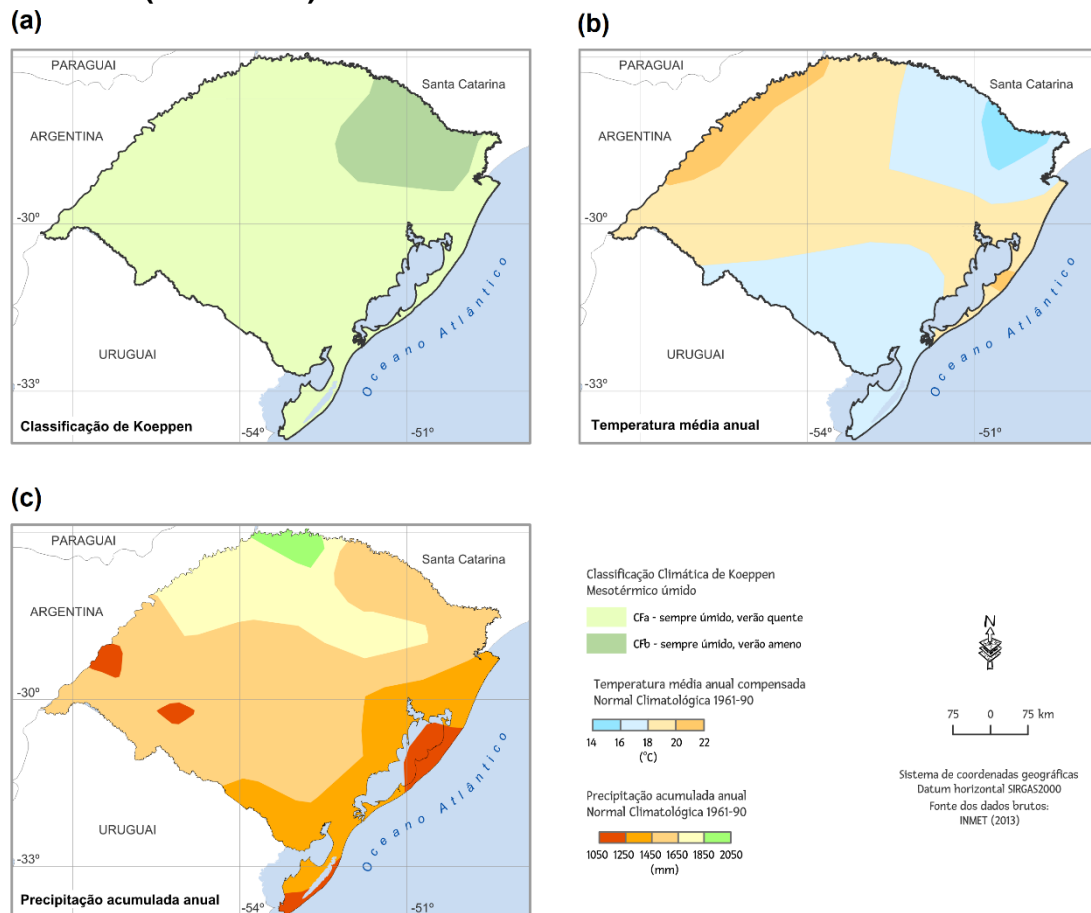 (a)
PARAGUAI
Santa Catarina
ARGENTINA
-30º
URUGUAI
Oceano Atlântico
-33º
-54º
-51º
Classificação de Koeppen
(b)
PARAGUAI
Santa Catarina
ARGENTINA
-30º
URUGUAI
Oceano Atlântico
-33º
-54º
-51º
Temperatura média anual
(c)
PARAGUAI
Santa Catarina
ARGENTINA
-30º
URUGUAI
Oceano Atlântico
-33º
-54º
-51º
Precipitação acumulada anual
Classificação Climática de Koeppen
Mesotérmico úmido
CFa - sempre úmido, verão quente
CFb - sempre úmido, verão ameno
Temperatura média anual compensada
Normal Climatológica 1961-90
14 16 18 20 22
(ºC)
Precipitação acumulada anual
Normal Climatológica 1961-90
1050 1250 1450 1650 1850 2050
(mm)
N
75 0 75 km
Sistema de coordenadas geográficas
Datum horizontal SIRGAS2000
Fonte dos dados brutos:
INMET (2013)